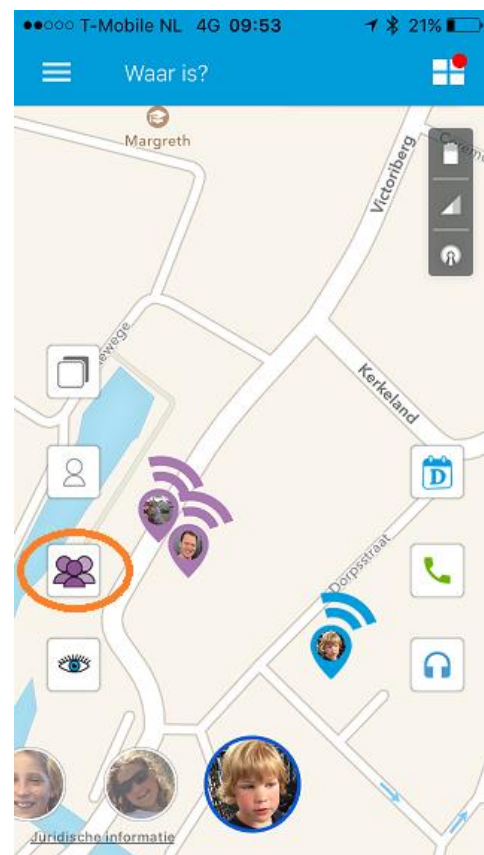 T-Mobile NL 4G 09:53 21%
Waar is?
Margreth
Victoriberg
Kerkeland
D
Dorpsstraat
Juridische informatie